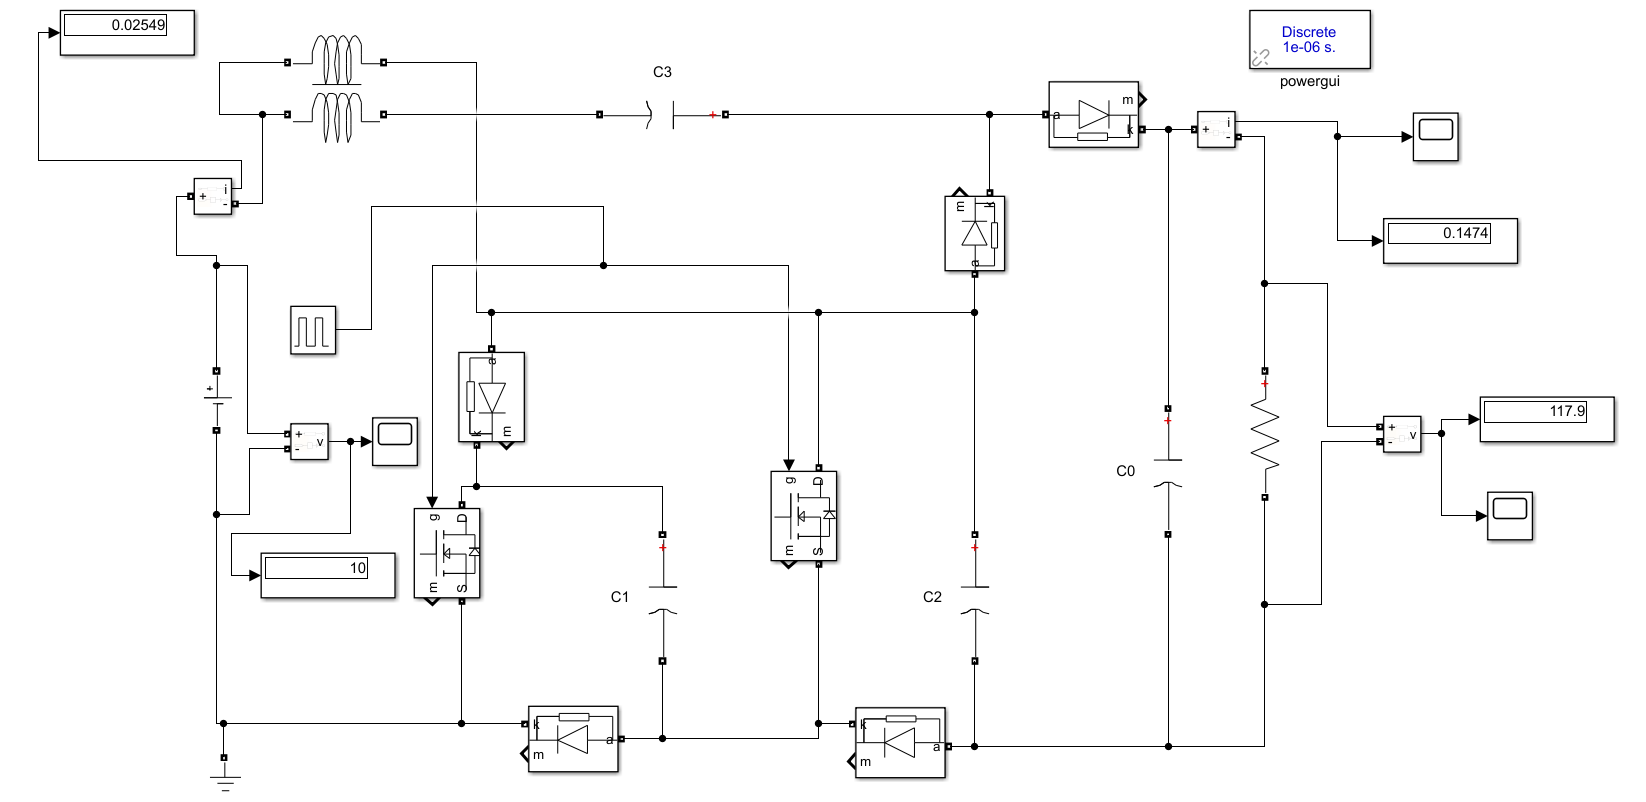 0.02549
Discrete
1e-06 s.
powergui
C3
m
a
k
+
i
-
+
i
-
m
k
a
0.1474
a
k
m
+
+
-
v
g
D
m
S
g
D
m
S
10
+
C1
+
C2
+
C0
+
+
-
v
117.9
k
m
a
k
m
a